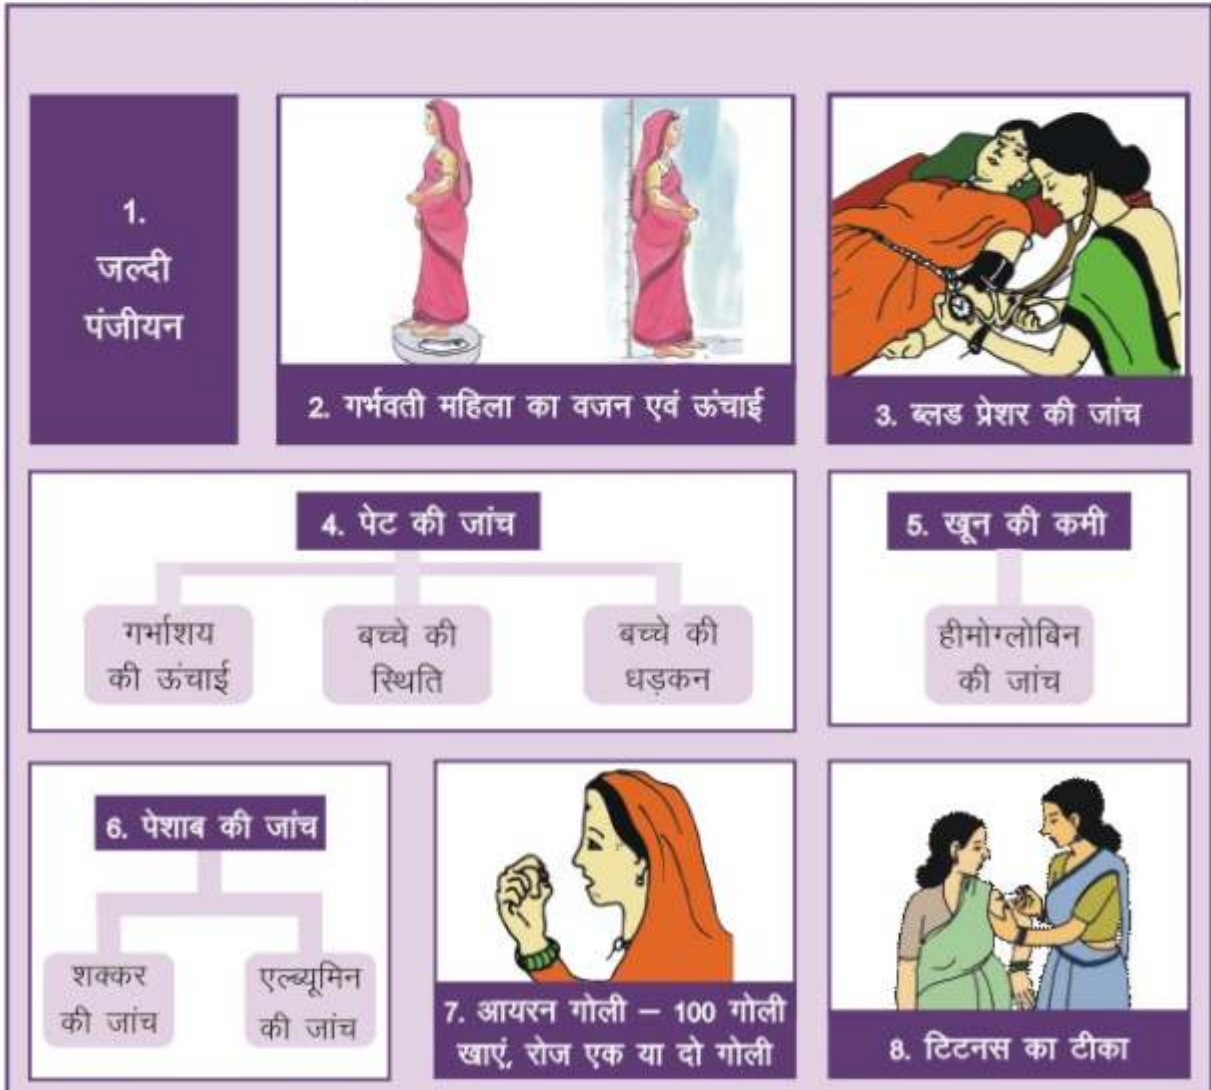 1.
जल्दी
पंजीयन
2. गर्भवती महिला का वजन एवं ऊंचाई
3. ब्लड प्रेशर की जांच
4. पेट की जांच
गर्भाशय
की ऊंचाई
बच्चे की
स्थिति
बच्चे की
धड़कन
5. खून की कमी
हीमोग्लोबिन
की जांच
6. पेशाब की जांच
शक्कर
की जांच
एल्ब्यूमिन
की जांच
7. आयरन गोली – 100 गोली
खाएं, रोज एक या दो गोली
8. टिटनस का टीका